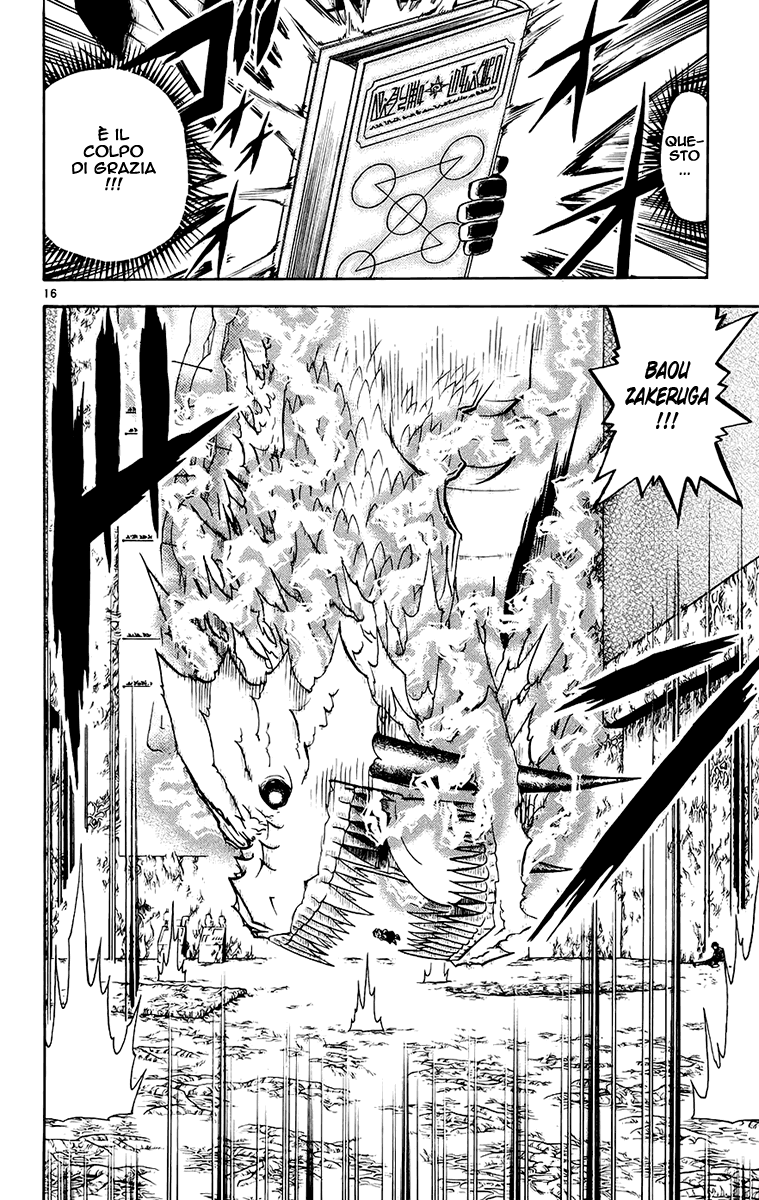 QUE-
STO
...
È IL
COLPO
DI GRAZIA
!!!
16
BAOU
ZAKERUGA
!!!